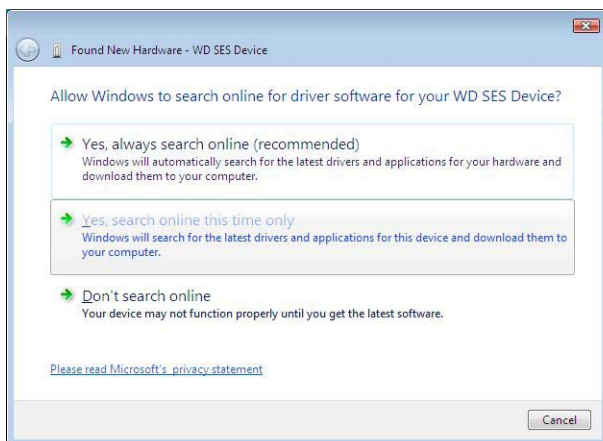 Found New Hardware - WD SES Device
Allow Windows to search online for driver software for your WD SES Device?
Yes, always search online (recommended)
Windows will automatically search for the latest drivers and applications for your hardware and
download them to your computer.
Yes, search online this time only
Windows will search for the latest drivers and applications for this device and download them to
your computer.
Don't search online
Your device may not function properly until you get the latest software.
Please read Microsoft's privacy statement
Cancel